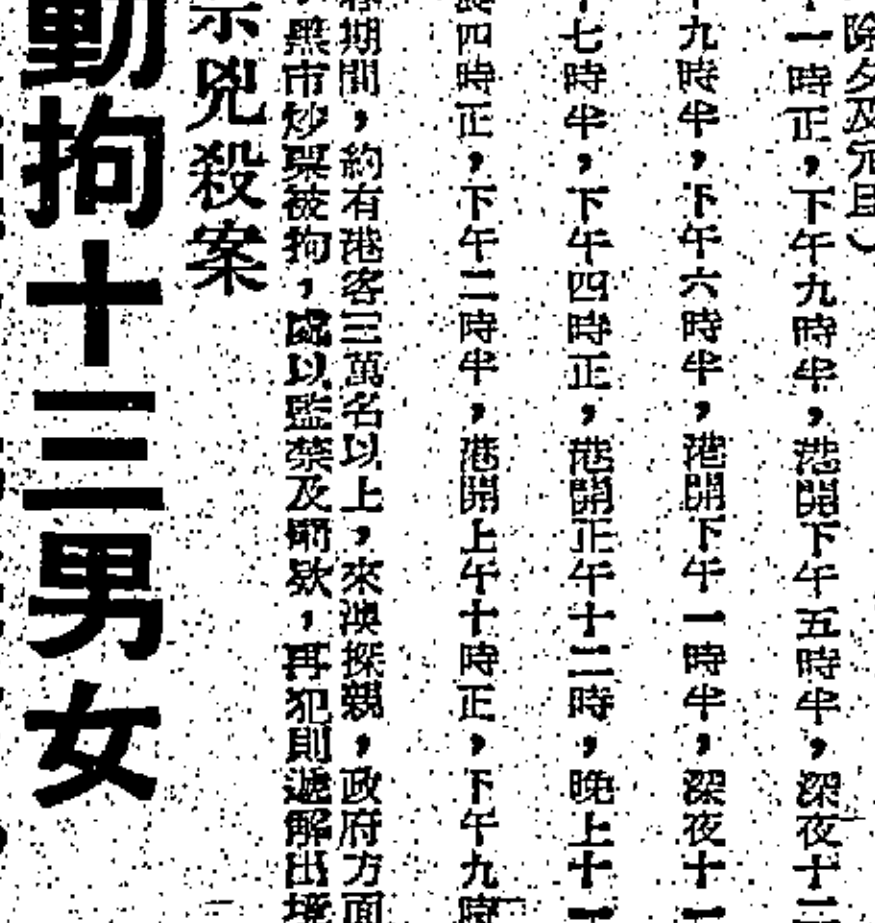 除夕及元旦）
一時正，下午九時半，港開下午五時半，深夜十二
九時半，下午六時半，港開下午一時半，深夜十一
七時半，下午四時正，港開正午十二時，晚上十一
四時正，下午二時半，港開上午十時正，下午九時
期間，約有港客三萬名以上，來澳探親，政府方面
黑市炒票被拘，處以監禁及罰欵，再犯則遞解出境
示兇殺案
動拘十三男女